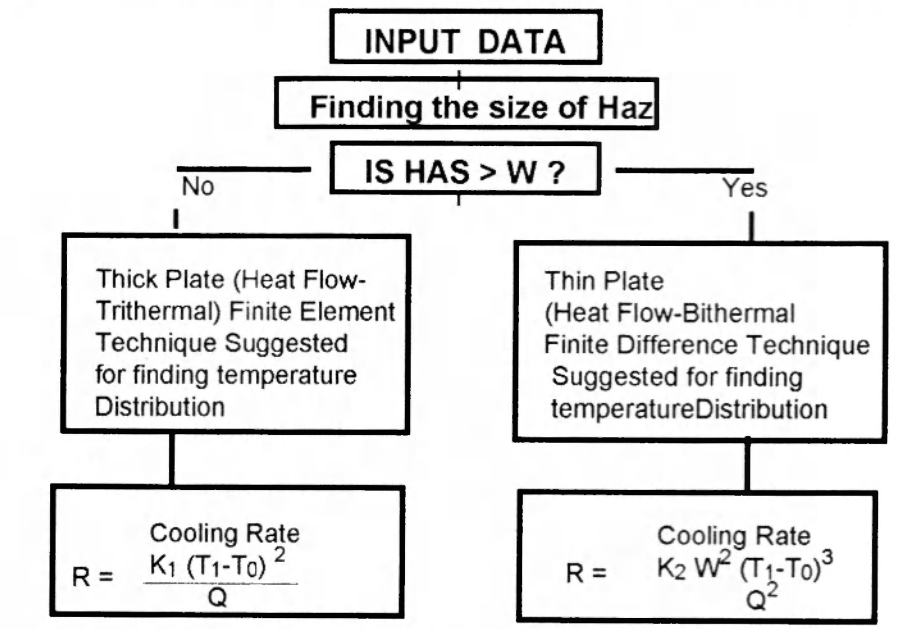 INPUT DATA
Finding the size of Haz
IS HAS > W ?
No
Yes
Thick Plate (Heat Flow-
Trithermal) Finite Element
Technique Suggested
for finding temperature
Distribution
Thin Plate
(Heat Flow-Bithermal
Finite Difference Technique
Suggested for finding
temperatureDistribution
Cooling Rate
R = K₁ (T₁-T₀)² / Q
Cooling Rate
R = K₂ W² (T₁-T₀)³ / Q²